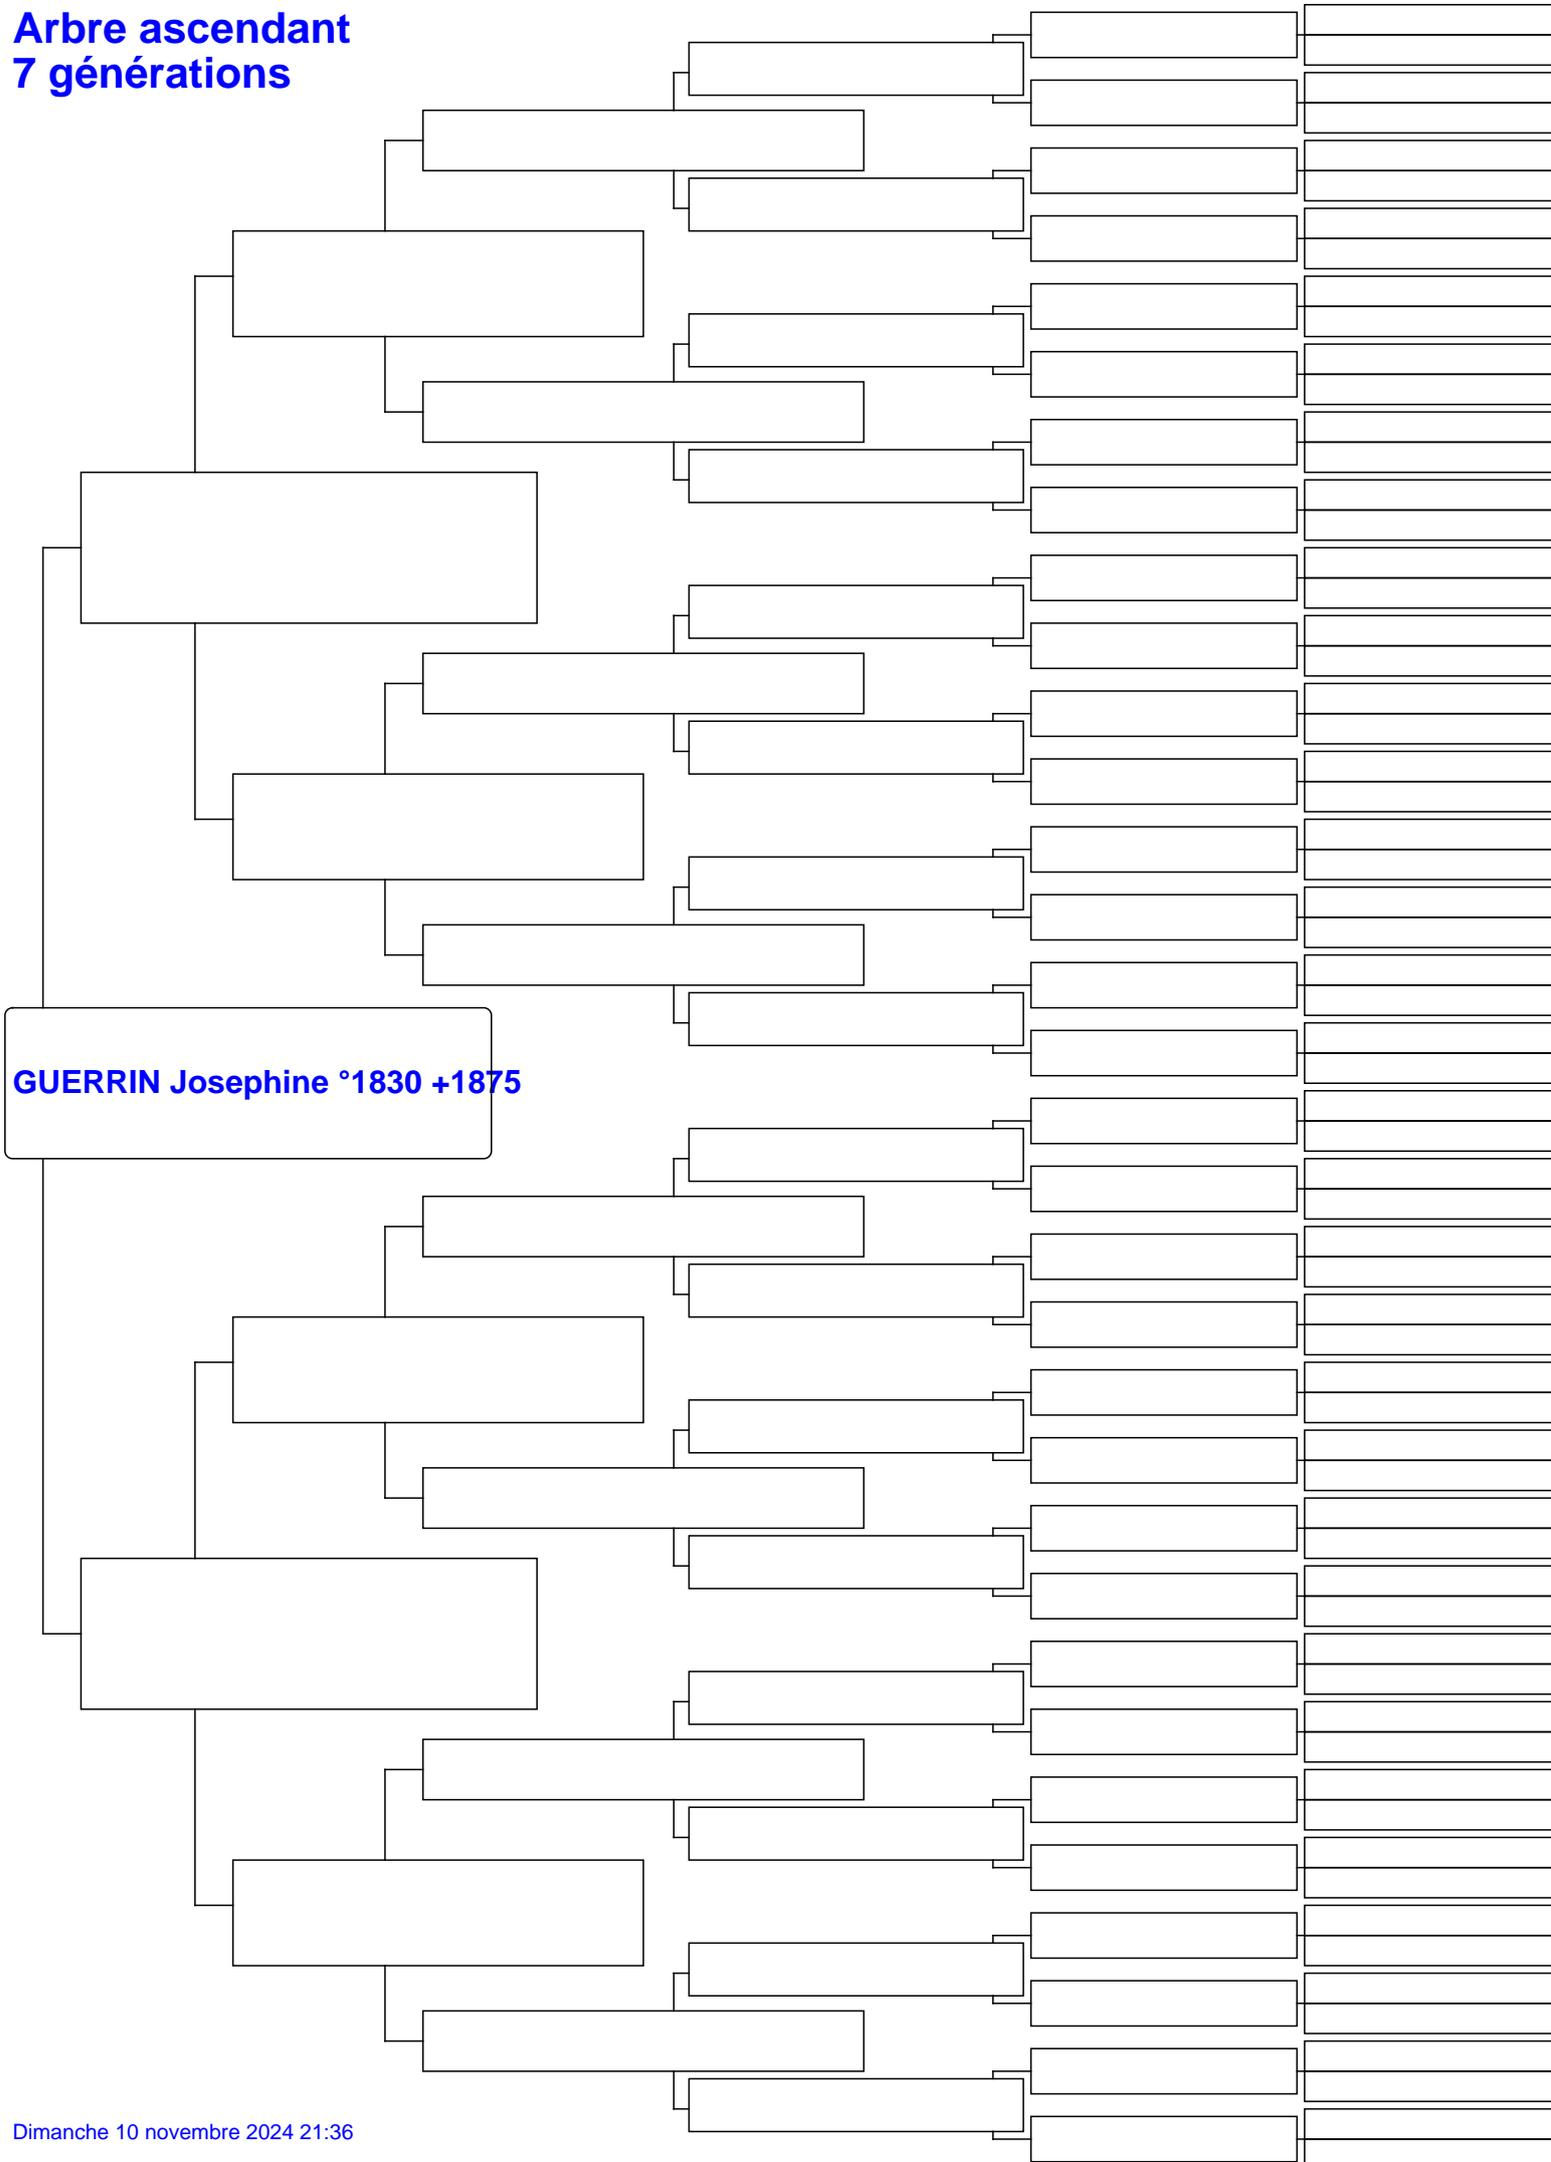 Arbre ascendant
7 générations
GUERRIN Josephine °1830 +1875
Dimanche 10 novembre 2024 21:36